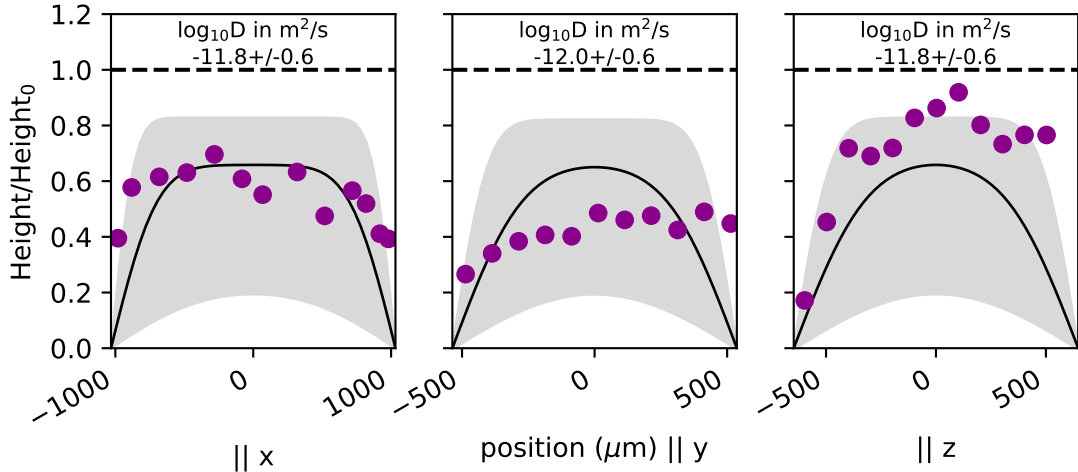 log₁₀D in m²/s
-11.8+/-0.6
log₁₀D in m²/s
-12.0+/-0.6
log₁₀D in m²/s
-11.8+/-0.6
Height/Height₀
1.2
1.0
0.8
0.6
0.4
0.2
0.0
−1000
0
1000
−500
0
500
−500
0
500
|| x
position (μm) || y
|| z